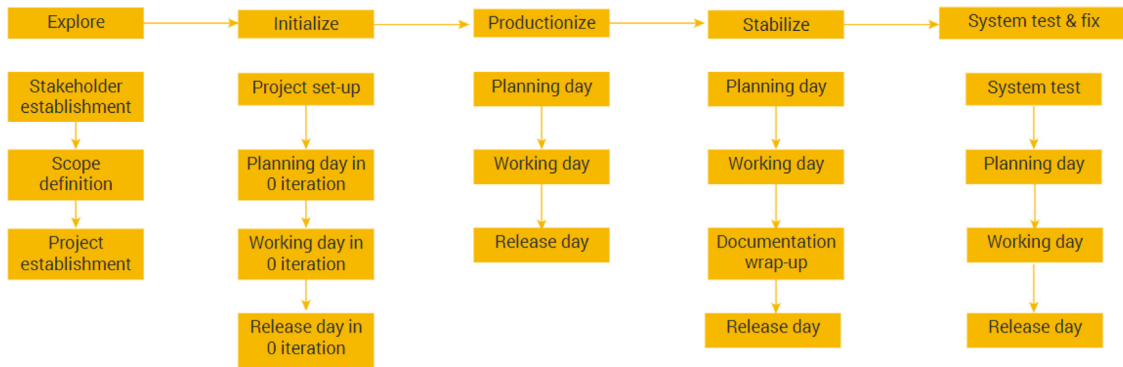 Explore
Initialize
Productionize
Stabilize
System test & fix
Stakeholder
establishment
Scope
definition
Project
establishment
Project set-up
Planning day in
0 iteration
Working day in
0 iteration
Release day in
0 iteration
Planning day
Working day
Release day
Planning day
Working day
Documentation
wrap-up
Release day
System test
Planning day
Working day
Release day